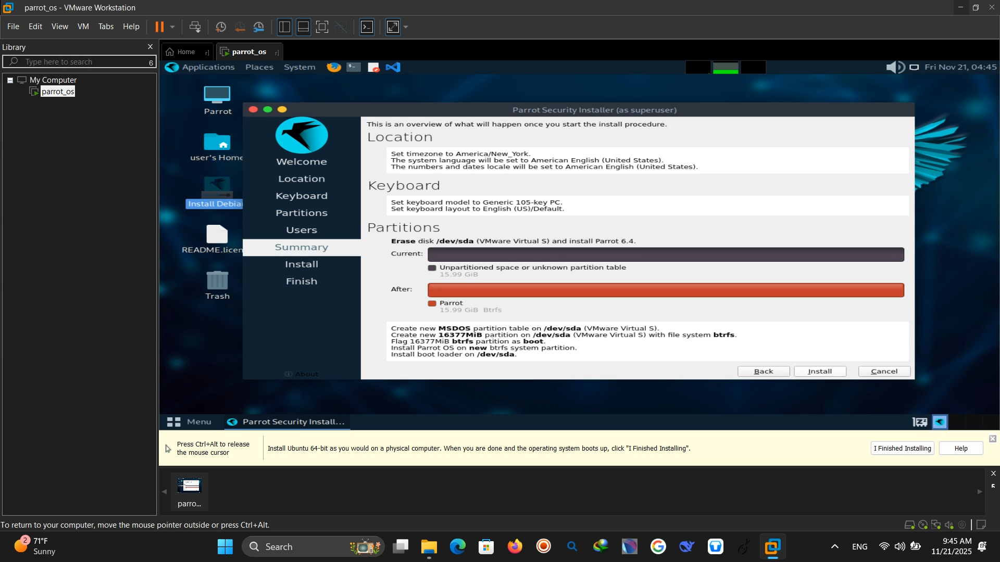 parrot_os - VMware Workstation
File Edit View VM Tabs Help
Library
Type here to search
My Computer
parrot_os
Home
parrot_os
Applications Places System
Fri Nov 21, 04:45
Parrot
user's Home
Install Debia
README.licen
Trash
Parrot Security Installer (as superuser)
Welcome
Location
Keyboard
Partitions
Users
Summary
Install
Finish
About
This is an overview of what will happen once you start the install procedure.
Location
Set timezone to America/New_York.
The system language will be set to American English (United States).
The numbers and dates locale will be set to American English (United States).
Keyboard
Set keyboard model to Generic 105-key PC.
Set keyboard layout to English (US)/Default.
Partitions
Erase disk /dev/sda (VMware Virtual S) and install Parrot 6.4.
Current:
Unpartitioned space or unknown partition table
15.99 GiB
After:
Parrot
15.99 GiB Btrfs
Create new MSDOS partition table on /dev/sda (VMware Virtual S).
Create new 16377MiB partition on /dev/sda (VMware Virtual S) with file system btrfs.
Flag 16377MiB btrfs partition as boot.
Install Parrot OS on new btrfs system partition.
Install boot loader on /dev/sda.
Back Install Cancel
Menu
Parrot Security Install...
Press Ctrl+Alt to release
the mouse cursor
Install Ubuntu 64-bit as you would on a physical computer. When you are done and the operating system boots up, click "I Finished Installing".
I Finished Installing
Help
parro...
To return to your computer, move the mouse pointer outside or press Ctrl+Alt.
2
71°F
Sunny
Search
ENG
9:45 AM
11/21/2025